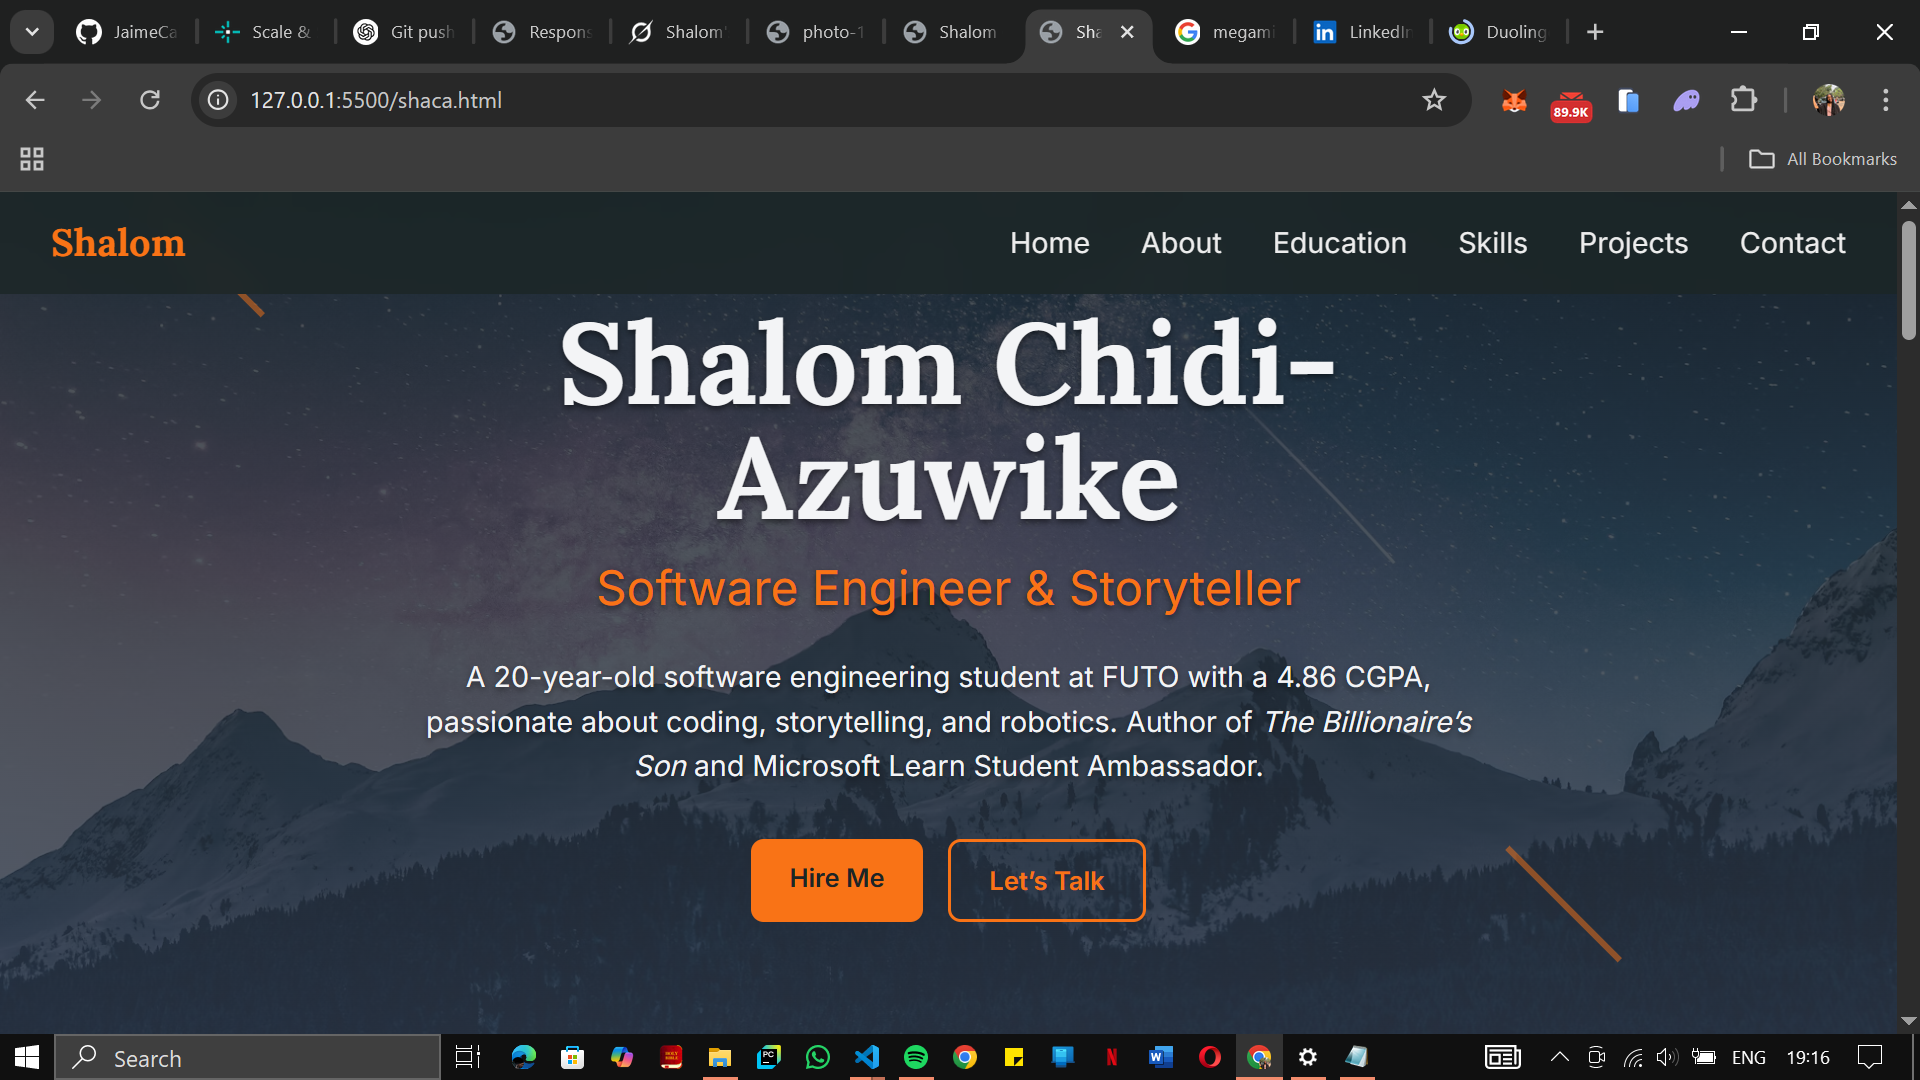 JaimeCa
Scale &
Git push
Respons
Shalom'
photo-1
Shalom
Sha
megami
LinkedIn
Duoling
127.0.0.1:5500/shaca.html
89.9K
All Bookmarks
Shalom
Home
About
Education
Skills
Projects
Contact
Shalom Chidi-
Azuwike
Software Engineer & Storyteller
A 20-year-old software engineering student at FUTO with a 4.86 CGPA,
passionate about coding, storytelling, and robotics. Author of The Billionaire’s
Son and Microsoft Learn Student Ambassador.
Hire Me
Let’s Talk
Search
ENG
19:16